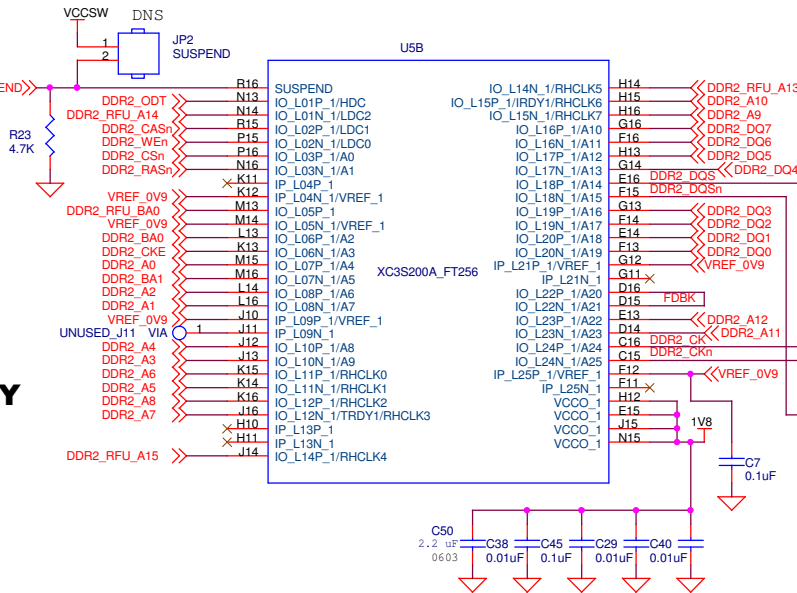 VCCSW
DNS
1
2
JP2
SUSPEND
END
R23
4.7K
U5B
XC3S200A_FT256
R16 SUSPEND
DDR2_ODT N13 IO_L01P_1/HDC
DDR2_RFU_A14 N14 IO_L01N_1/LDC2
DDR2_CASn R15 IO_L02P_1/LDC1
DDR2_WEn P15 IO_L02N_1/LDC0
DDR2_CSn P16 IO_L03P_1/A0
DDR2_RASn N16 IO_L03N_1/A1
K11 IP_L04P_1
VREF_0V9 K12 IP_L04N_1/VREF_1
DDR2_RFU_BA0 M13 IO_L05P_1
VREF_0V9 M14 IO_L05N_1/VREF_1
DDR2_BA0 L13 IO_L06P_1/A2
DDR2_CKE K13 IO_L06N_1/A3
DDR2_A0 M15 IO_L07P_1/A4
DDR2_BA1 M16 IO_L07N_1/A5
DDR2_A2 L14 IO_L08P_1/A6
DDR2_A1 L16 IO_L08N_1/A7
VREF_0V9 J10 IP_L09P_1/VREF_1
UNUSED_J11 VIA 1 J11 IP_L09N_1
DDR2_A4 J12 IO_L10P_1/A8
DDR2_A3 J13 IO_L10N_1/A9
DDR2_A6 K15 IO_L11P_1/RHCLK0
DDR2_A5 K14 IO_L11N_1/RHCLK1
DDR2_A8 K16 IO_L12P_1/RHCLK2
DDR2_A7 J16 IO_L12N_1/TRDY1/RHCLK3
H10 IP_L13P_1
H11 IP_L13N_1
DDR2_RFU_A15 J14 IO_L14P_1/RHCLK4
Y
IO_L14N_1/RHCLK5 H14 DDR2_RFU_A13
IO_L15P_1/IRDY1/RHCLK6 H15 DDR2_A10
IO_L15N_1/RHCLK7 H16 DDR2_A9
IO_L16P_1/A10 G16 DDR2_DQ7
IO_L16N_1/A11 F16 DDR2_DQ6
IO_L17P_1/A12 H13 DDR2_DQ5
IO_L17N_1/A13 G14 DDR2_DQ4
IO_L18P_1/A14 E16 DDR2_DQS
IO_L18N_1/A15 F15 DDR2_DQSn
IO_L19P_1/A16 G13 DDR2_DQ3
IO_L19N_1/A17 F14 DDR2_DQ2
IO_L20P_1/A18 E14 DDR2_DQ1
IO_L20N_1/A19 F13 DDR2_DQ0
IP_L21P_1/VREF_1 G12 VREF_0V9
IP_L21N_1 G11
IO_L22P_1/A20 D16
IO_L22N_1/A21 D15 FDBK
IO_L23P_1/A22 E13 DDR2_A12
IO_L23N_1/A23 D14 DDR2_A11
IO_L24P_1/A24 C16 DDR2_CK
IO_L24N_1/A25 C15 DDR2_CKn
IP_L25P_1/VREF_1 F12 VREF_0V9
IP_L25N_1 F11
VCCO_1 H12
VCCO_1 E15
VCCO_1 J15
VCCO_1 N15
1V8
C7
0.1uF
C50
2.2 uF
0603
C38
0.01uF
C45
0.1uF
C29
0.01uF
C40
0.01uF